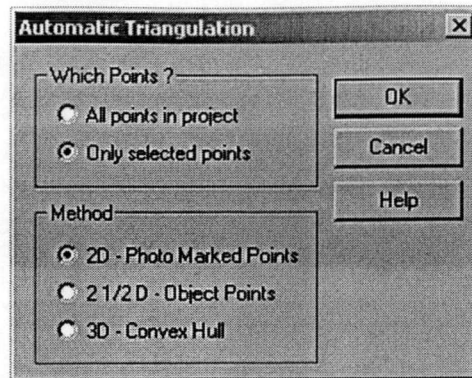 Automatic Triangulation
Which Points ?
All points in project
Only selected points
OK
Cancel
Help
Method
2D - Photo Marked Points
2 1/2 D - Object Points
3D - Convex Hull